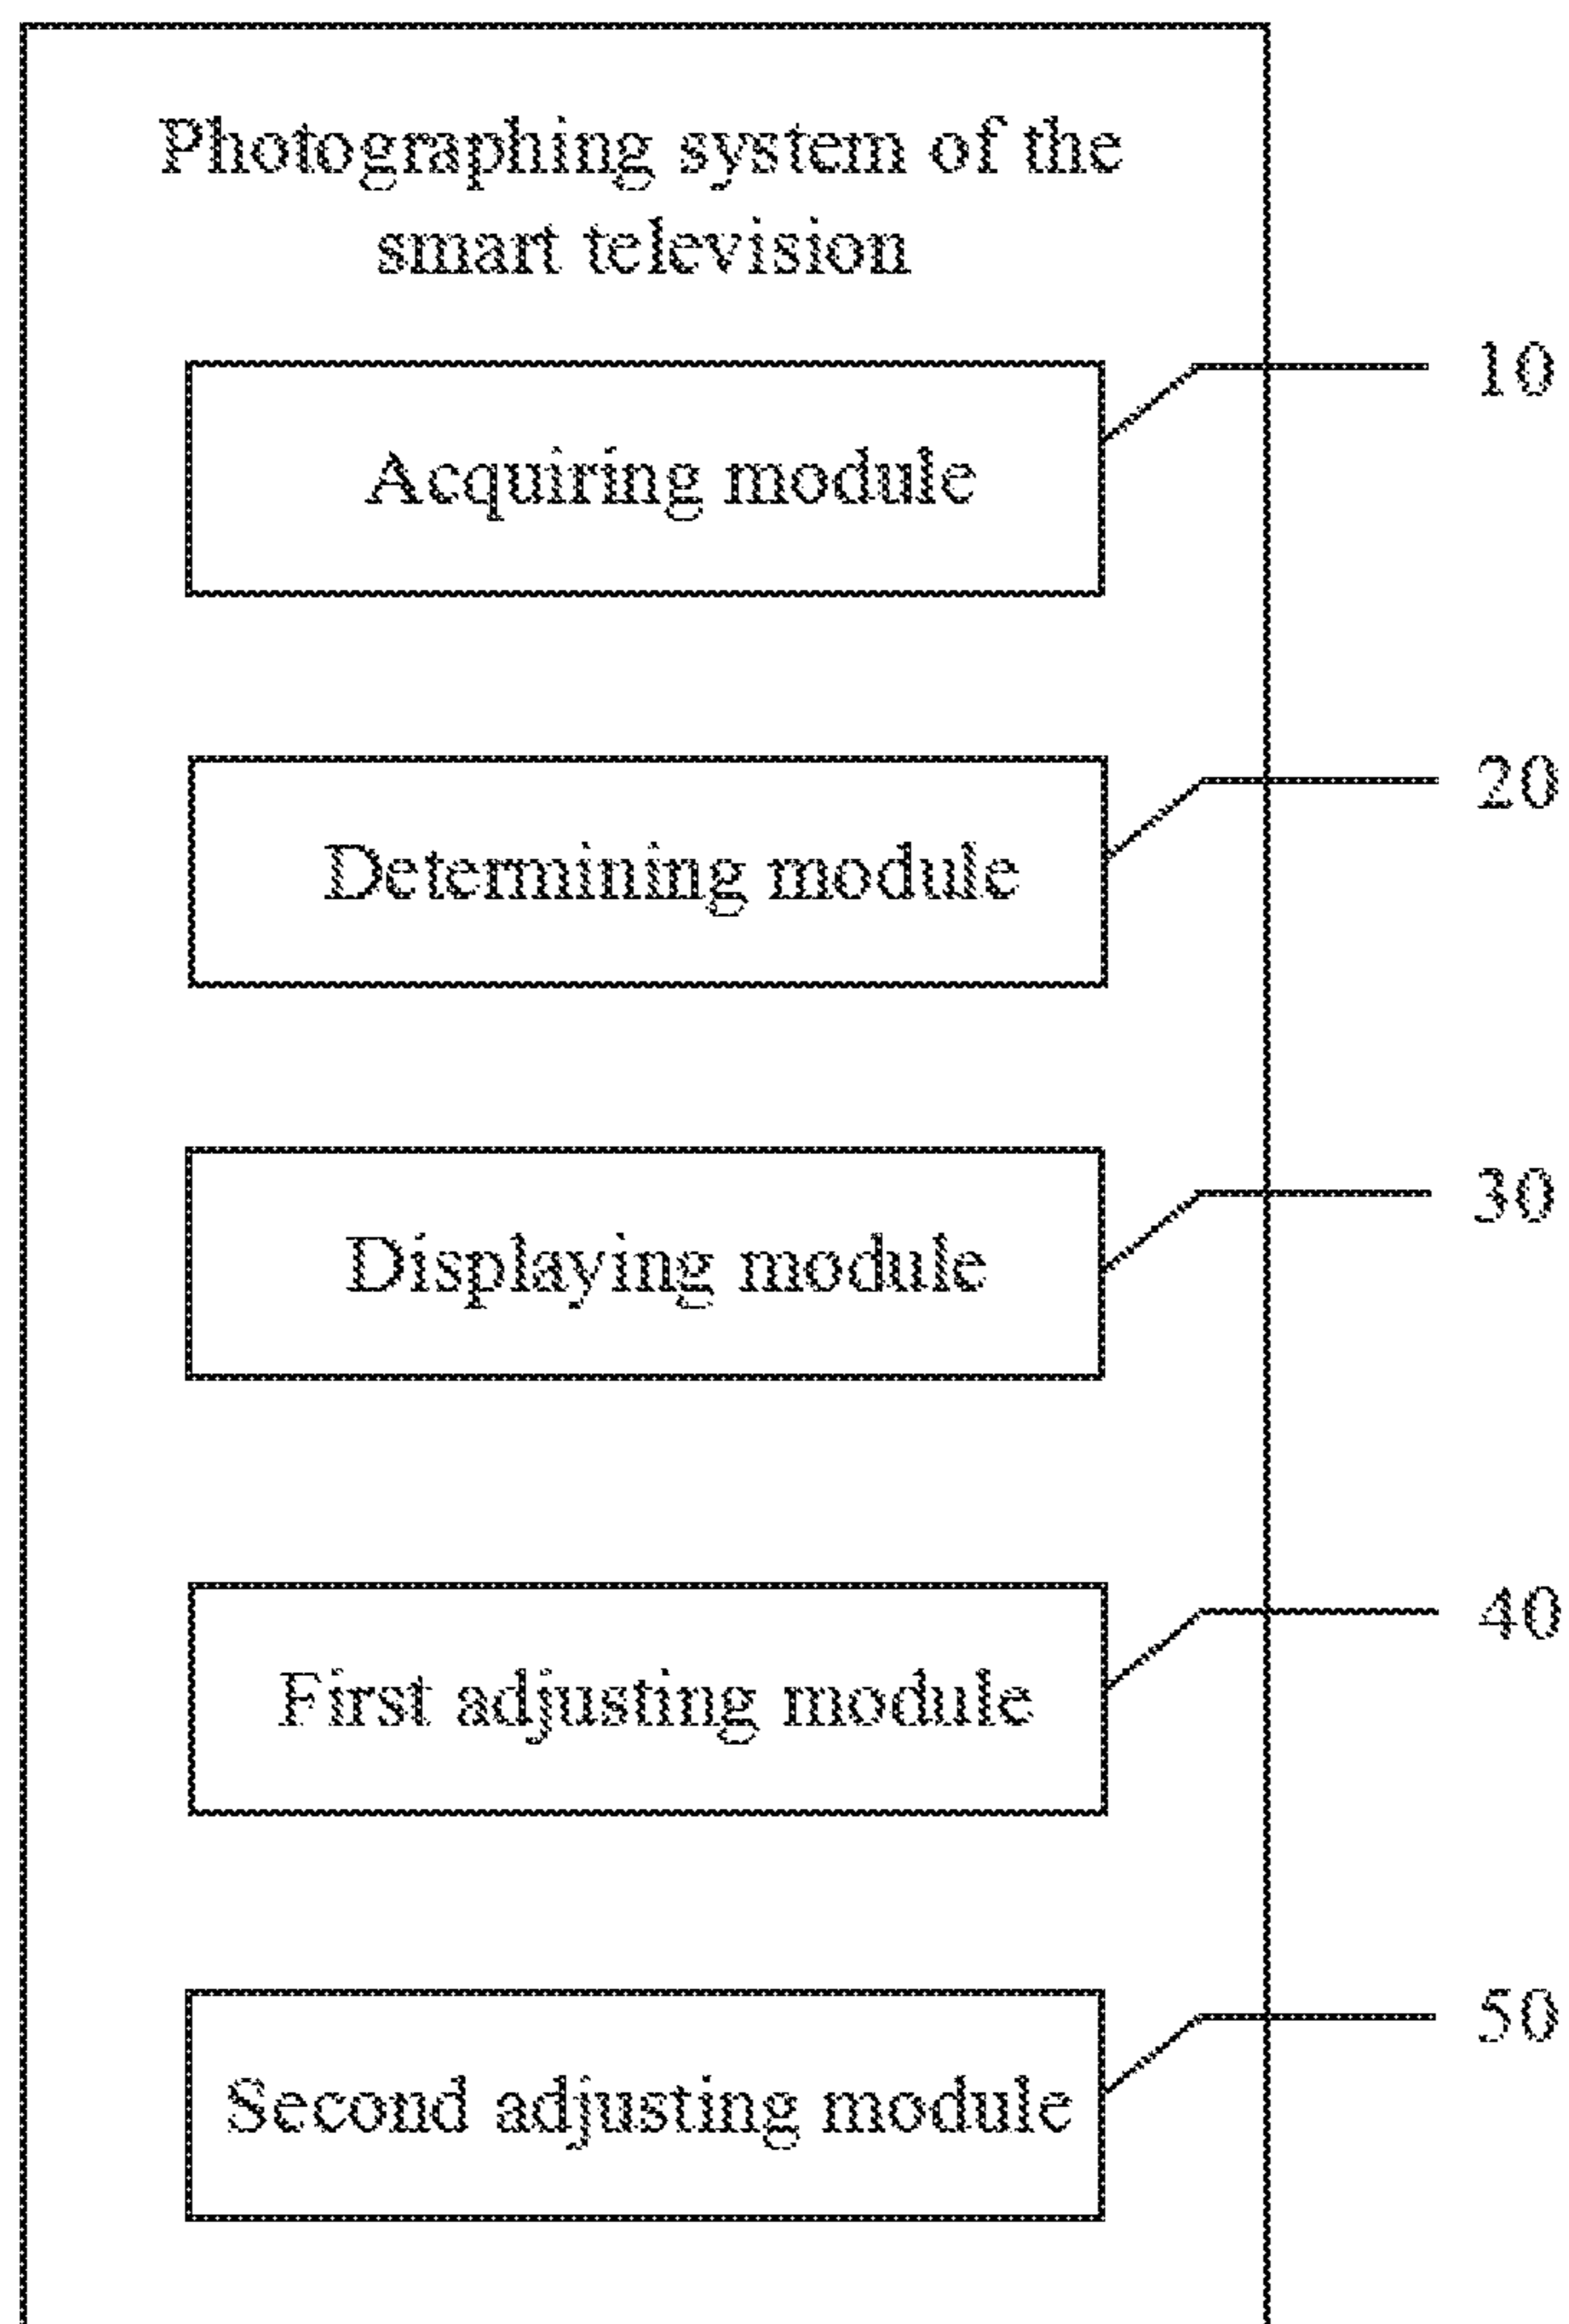 Photographing system of the
smart television
10
Acquiring module
20
Determining module
30
Displaying module
40
First adjusting module
50
Second adjusting module